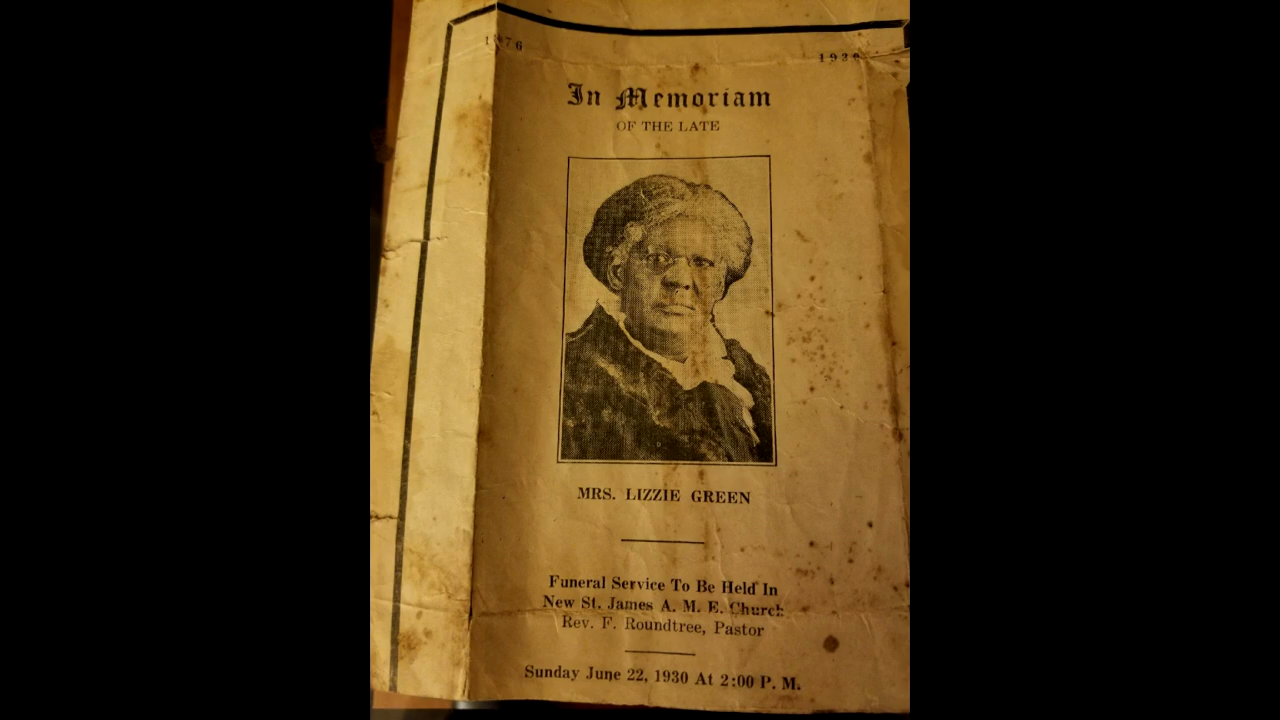 1876
1930
In Memoriam
OF THE LATE
MRS. LIZZIE GREEN
Funeral Service To Be Held In
New St. James A. M. E. Church
Rev. F. Roundtree, Pastor
Sunday June 22, 1930 At 2:00 P. M.